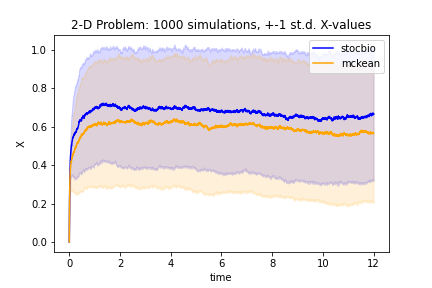 2-D Problem: 1000 simulations, +-1 st.d. X-values
1.0
0.8
0.6
0.4
0.2
0.0
X
stocbio
mckean
0
2
4
6
8
10
12
time